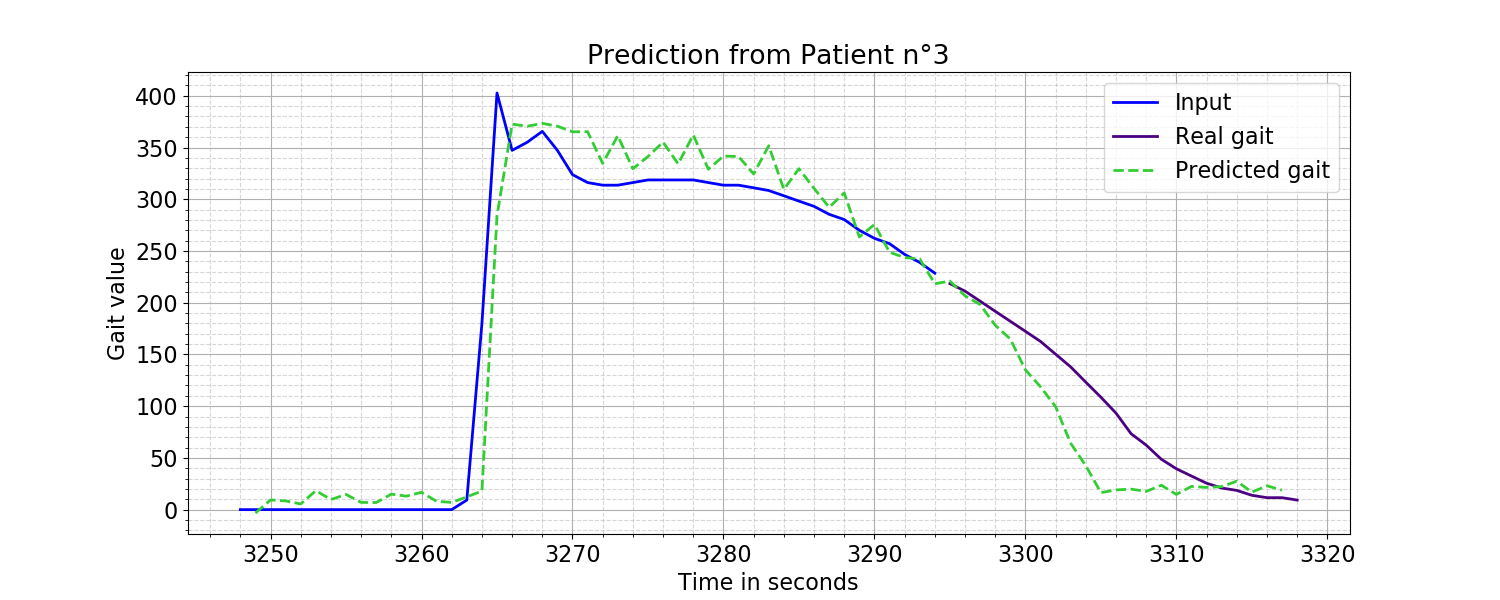 Prediction from Patient n°3
Input
Real gait
Predicted gait
Gait value
400
350
300
250
200
150
100
50
0
3250 3260 3270 3280 3290 3300 3310 3320
Time in seconds